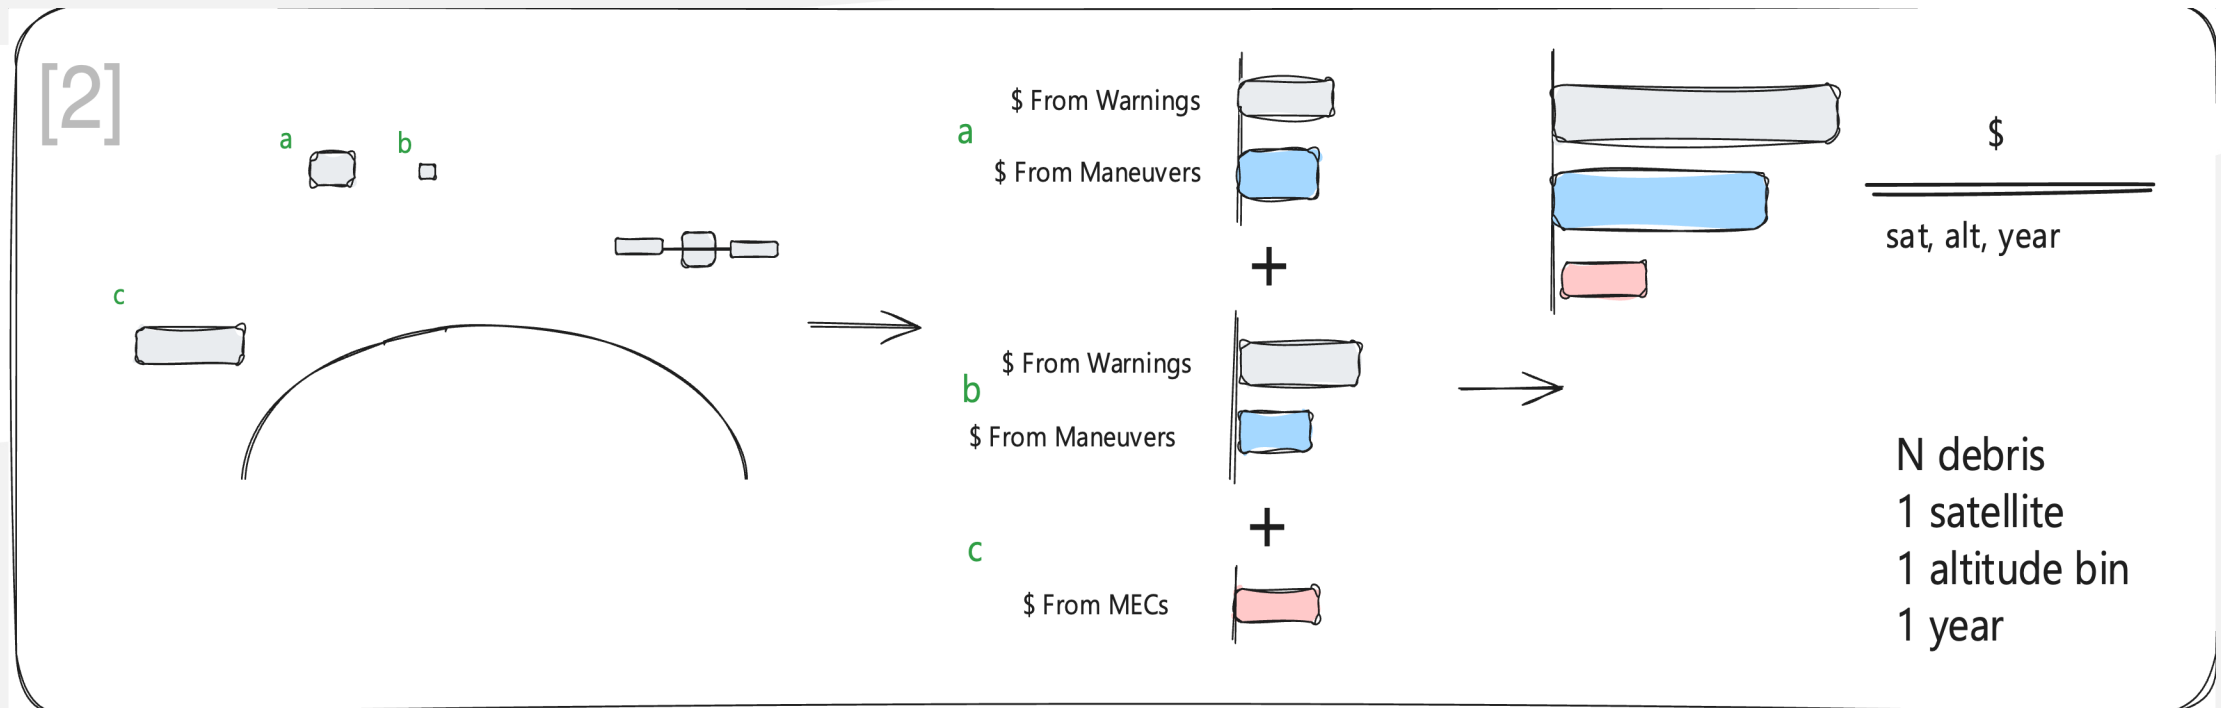 [2]
a
b
c
a
$ From Warnings
$ From Maneuvers
+
b
$ From Warnings
$ From Maneuvers
+
c
$ From MECs
$
sat, alt, year
N debris
1 satellite
1 altitude bin
1 year